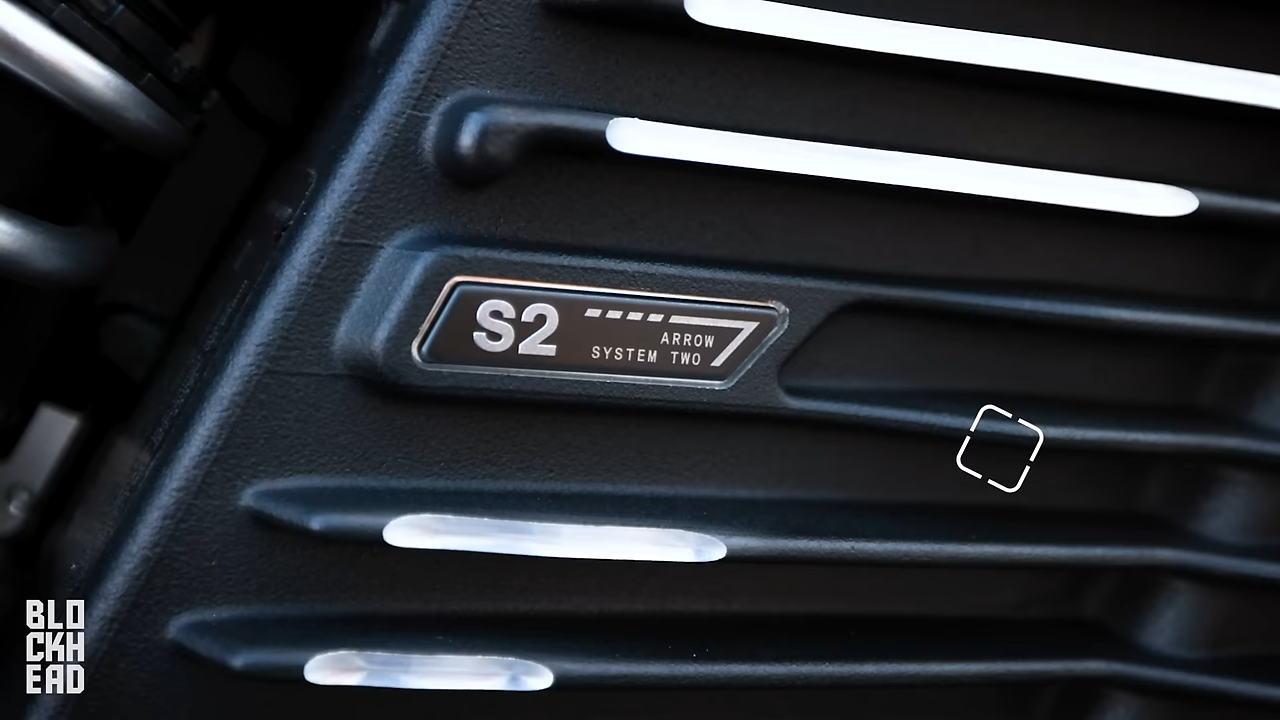 S2
ARROW
SYSTEM TWO
BLO
CKH
EAD